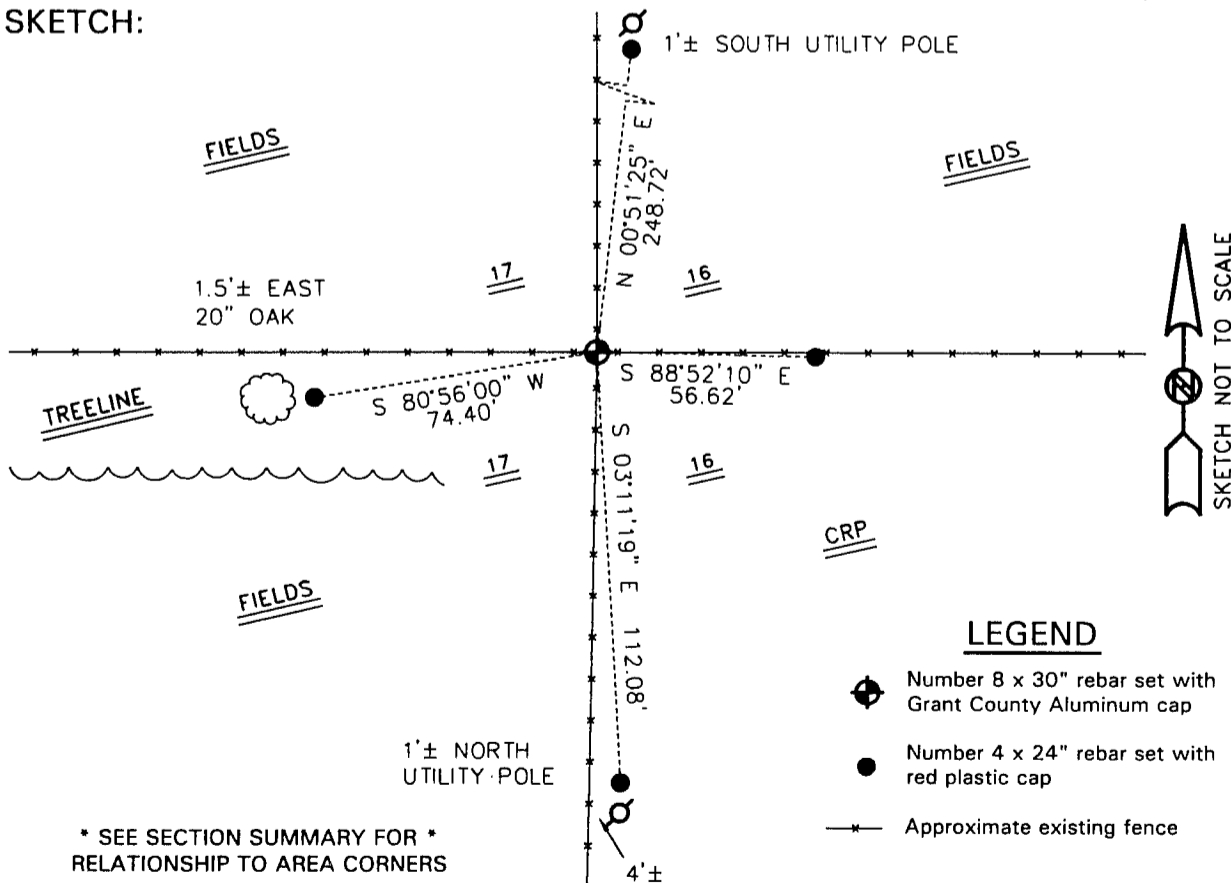 SKETCH:
1'± SOUTH UTILITY POLE
FIELDS
FIELDS
N 00°51'25" E
248.72'
17
16
1.5'± EAST
20" OAK
SKETCH NOT TO SCALE
N
TREELINE
S 80°56'00" W
74.40'
S 88°52'10" E
56.62'
17
16
S 03°11'19" E 112.08'
CRP
FIELDS
LEGEND
Number 8 x 30" rebar set with
Grant County Aluminum cap
Number 4 x 24" rebar set with
red plastic cap
Approximate existing fence
1'± NORTH
UTILITY POLE
4'±
* SEE SECTION SUMMARY FOR *
RELATIONSHIP TO AREA CORNERS